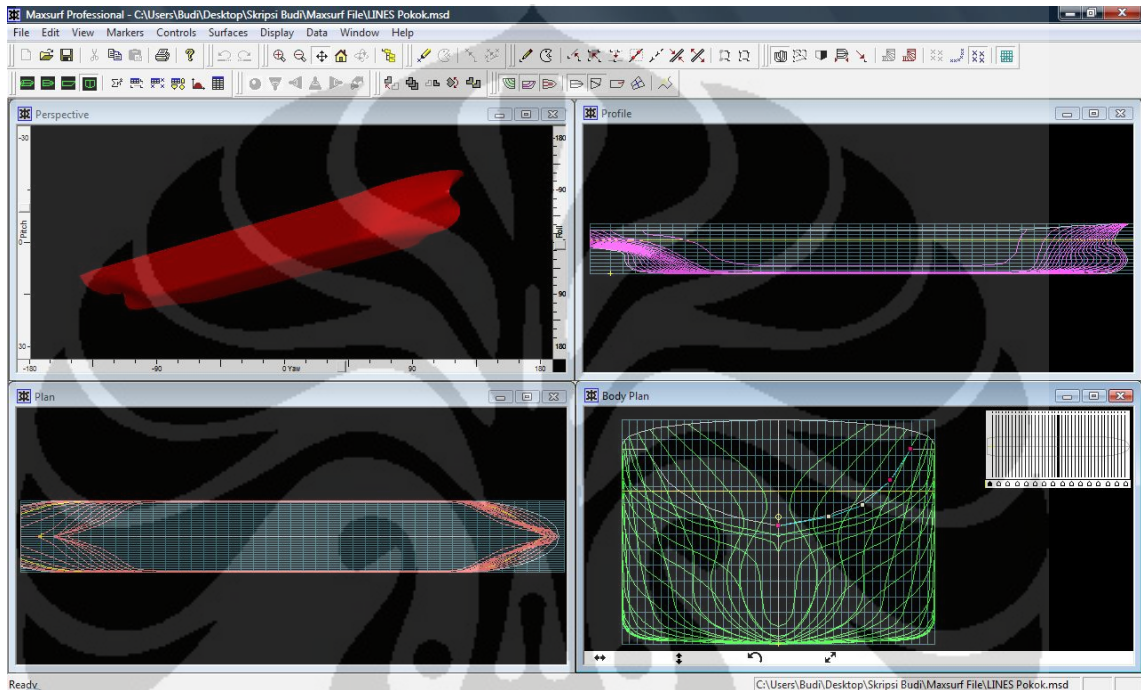 Maxsurf Professional - C:\Users\Budi\Desktop\Skripsi Budi\Maxsurf File\LINES Pokok.msd
File Edit View Markers Controls Surfaces Display Data Window Help
Perspective
Profile
-30
-180
-90
Pitch
0
Roll
90
30
180
-180
-90
0 Yaw
90
180
Plan
Body Plan
Ready
C:\Users\Budi\Desktop\Skripsi Budi\Maxsurf File\LINES Pokok.msd